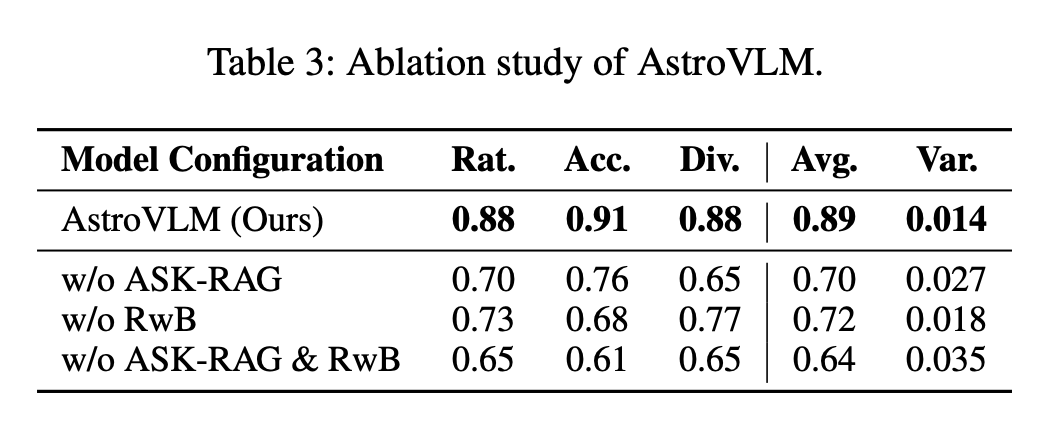 Table 3: Ablation study of AstroVLM.
Model Configuration Rat. Acc. Div. Avg. Var.
AstroVLM (Ours) 0.88 0.91 0.88 0.89 0.014
w/o ASK-RAG 0.70 0.76 0.65 0.70 0.027
w/o RwB 0.73 0.68 0.77 0.72 0.018
w/o ASK-RAG & RwB 0.65 0.61 0.65 0.64 0.035